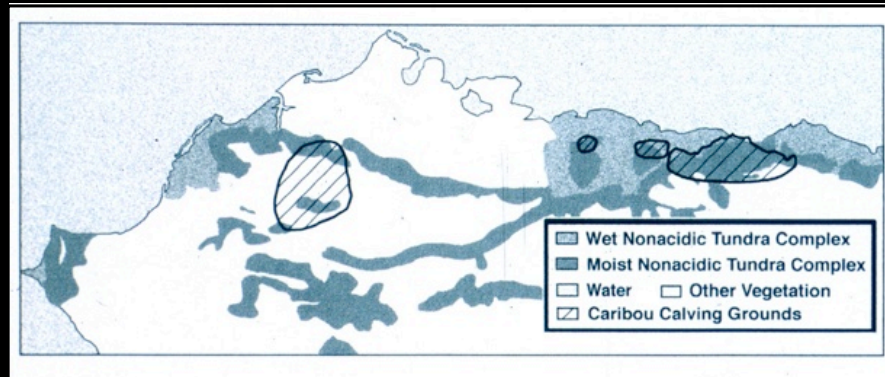 Wet Nonacidic Tundra Complex
Moist Nonacidic Tundra Complex
Water Other Vegetation
Caribou Calving Grounds